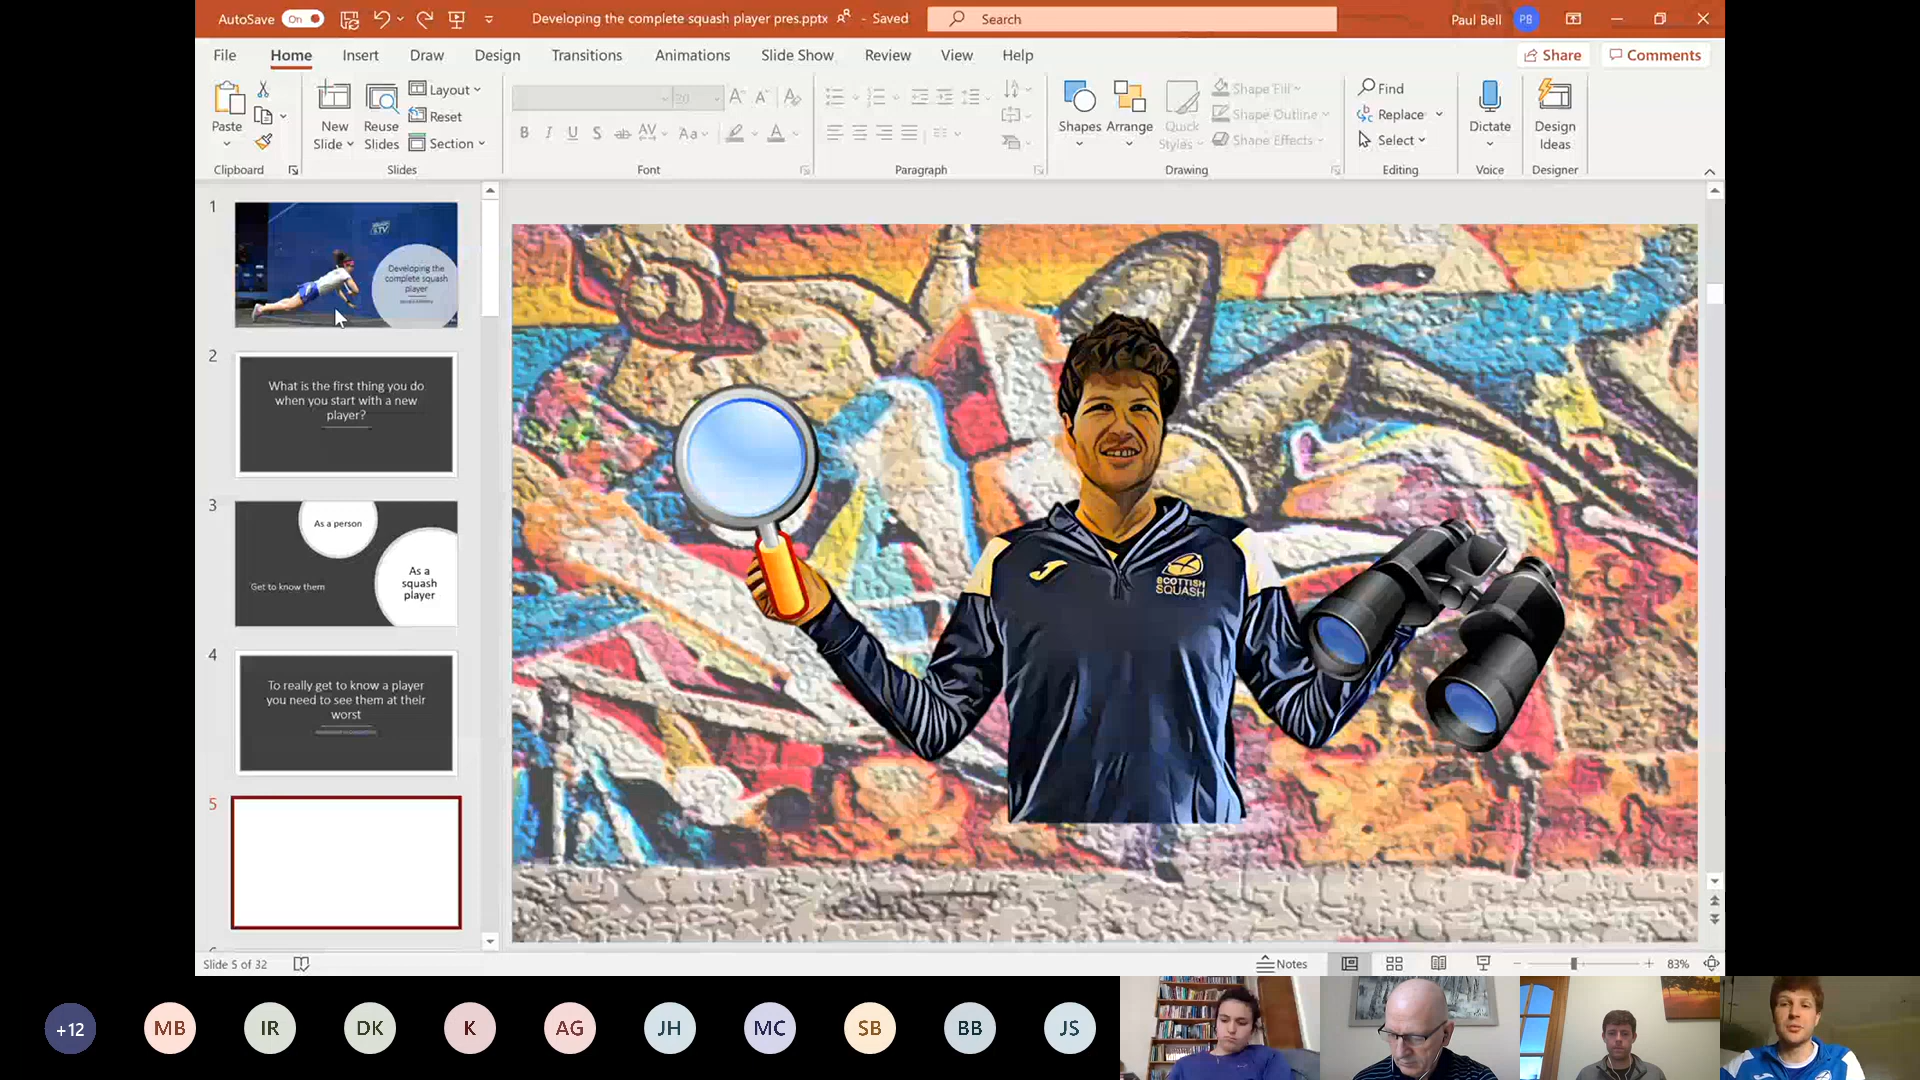 AutoSave On
Developing the complete squash player pres.pptx - Saved
Search
Paul Bell PB
File Home Insert Draw Design Transitions Animations Slide Show Review View Help
Share Comments
Paste
Clipboard
New Slide
Reuse Slides
Layout
Reset
Section
Slides
20
B I U S ab AV Aa A
Font
Paragraph
Shapes
Arrange
Quick Styles
Shape Fill
Shape Outline
Shape Effects
Drawing
Find
Replace
Select
Editing
Dictate
Voice
Design Ideas
Designer
1
Developing the
complete squash
player
2
What is the first thing you do
when you start with a new
player?
3
As a person
Get to know them
As a
squash
player
4
To really get to know a player
you need to see them at their
worst
5
SCOTTISH
SQUASH
Slide 5 of 32
Notes
83%
+12 MB IR DK K AG JH MC SB BB JS